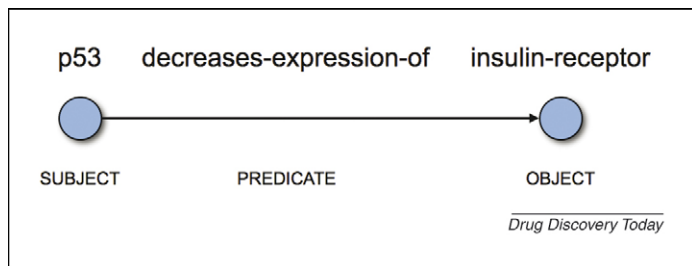 p53 decreases-expression-of insulin-receptor
SUBJECT PREDICATE OBJECT
Drug Discovery Today